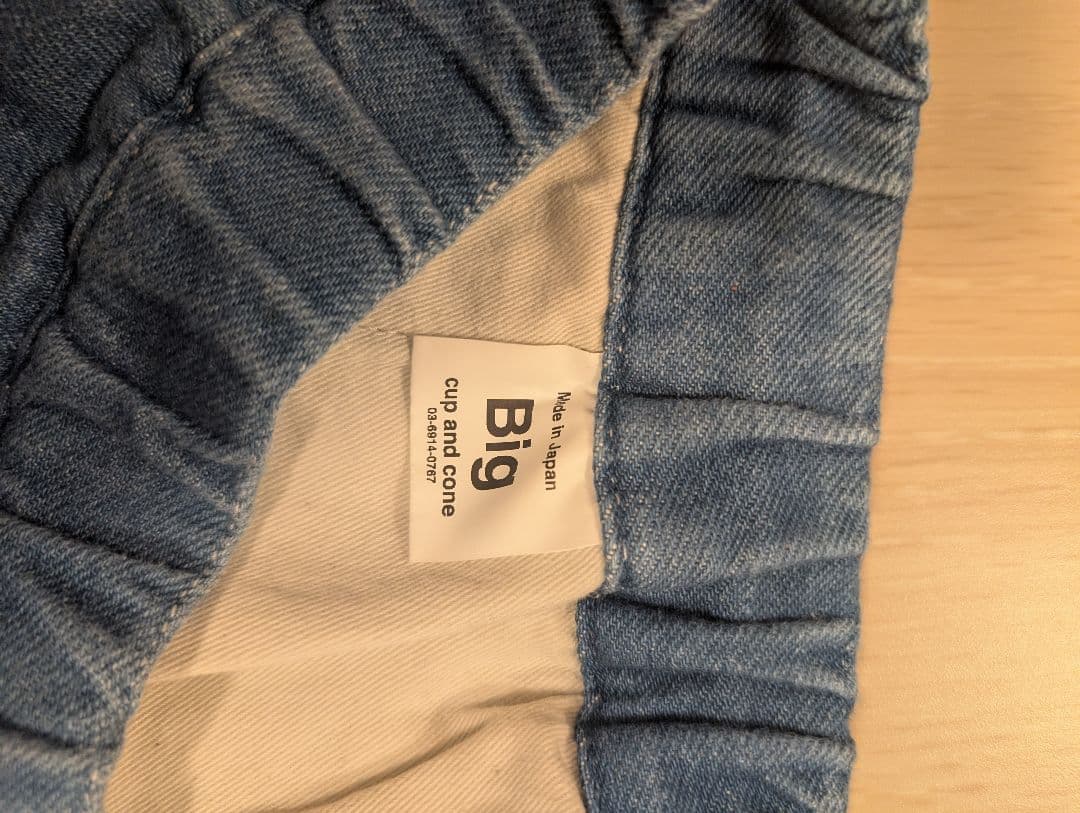 Made in Japan
Big
cup and cone
03-6914-0767